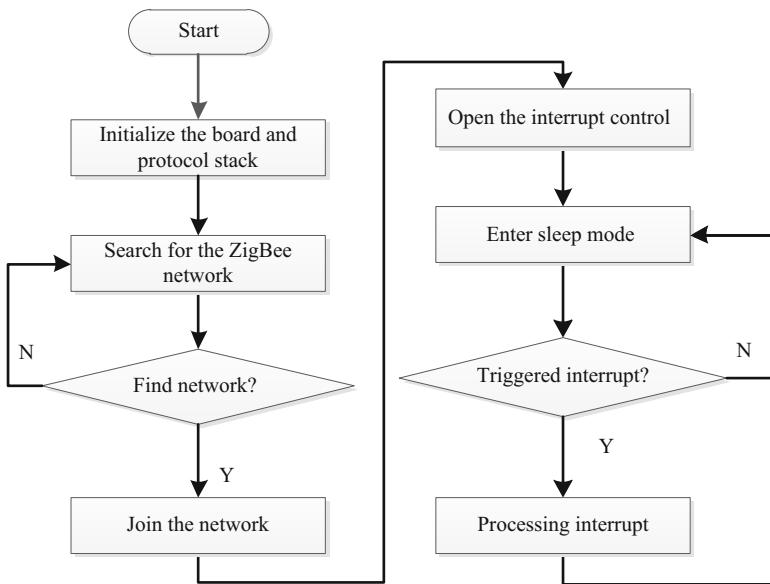 Start
Initialize the board and
protocol stack
Search for the ZigBee
network
N
Find network?
Y
Join the network
Open the interrupt control
Enter sleep mode
Triggered interrupt?
N
Y
Processing interrupt